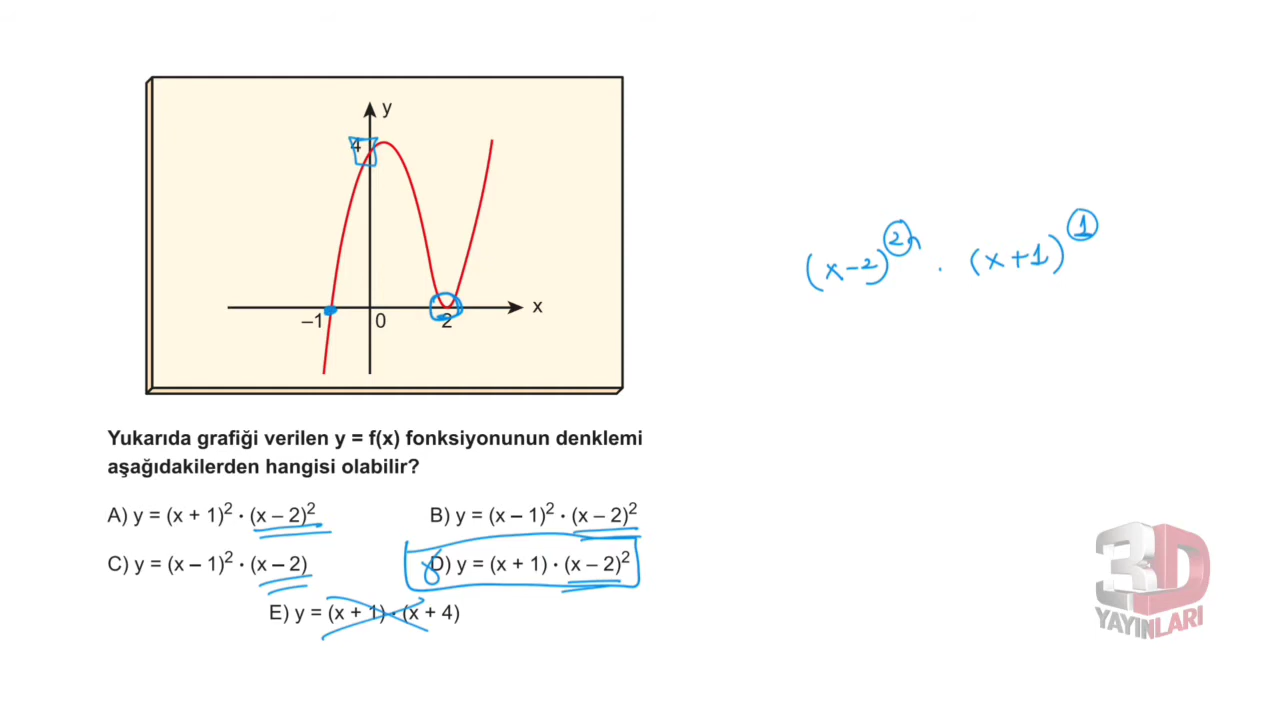 y
4
x
–1
0
2
(x-2)^2n . (x+1)^1
Yukarıda grafiği verilen y = f(x) fonksiyonunun denklemi
aşağıdakilerden hangisi olabilir?
A) y = (x + 1)² · (x – 2)² B) y = (x – 1)² · (x – 2)²
C) y = (x – 1)² · (x – 2) D) y = (x + 1) · (x – 2)²
E) y = (x + 1) · (x + 4)
3D
YAYINLARI